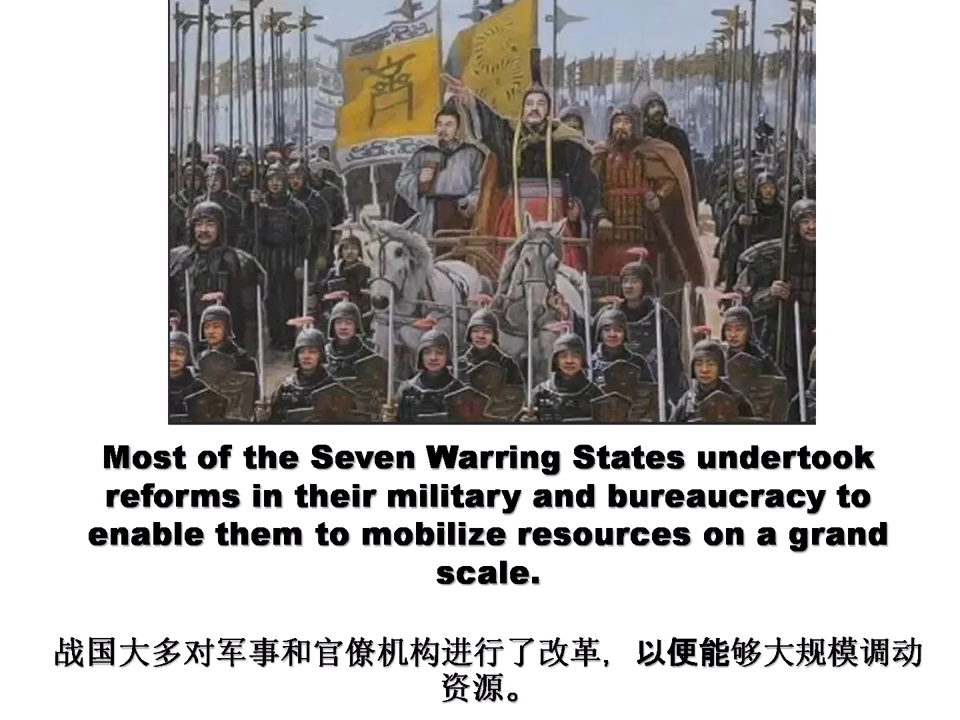 Most of the Seven Warring States undertook
reforms in their military and bureaucracy to
enable them to mobilize resources on a grand
scale.
战国大多对军事和官僚机构进行了改革，以便能够大规模调动
资源。